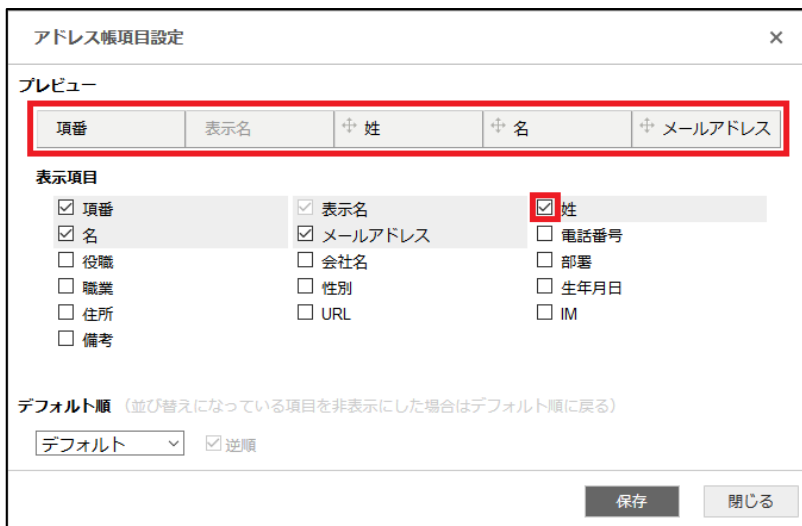 アドレス帳項目設定 ×
プレビュー
項番 表示名 姓 名 メールアドレス
表示項目
項番 表示名 姓
名 メールアドレス 電話番号
役職 会社名 部署
職業 性別 生年月日
住所 URL IM
備考
デフォルト順 (並び替えになっている項目を非表示にした場合はデフォルト順に戻る)
デフォルト 逆順
保存 閉じる